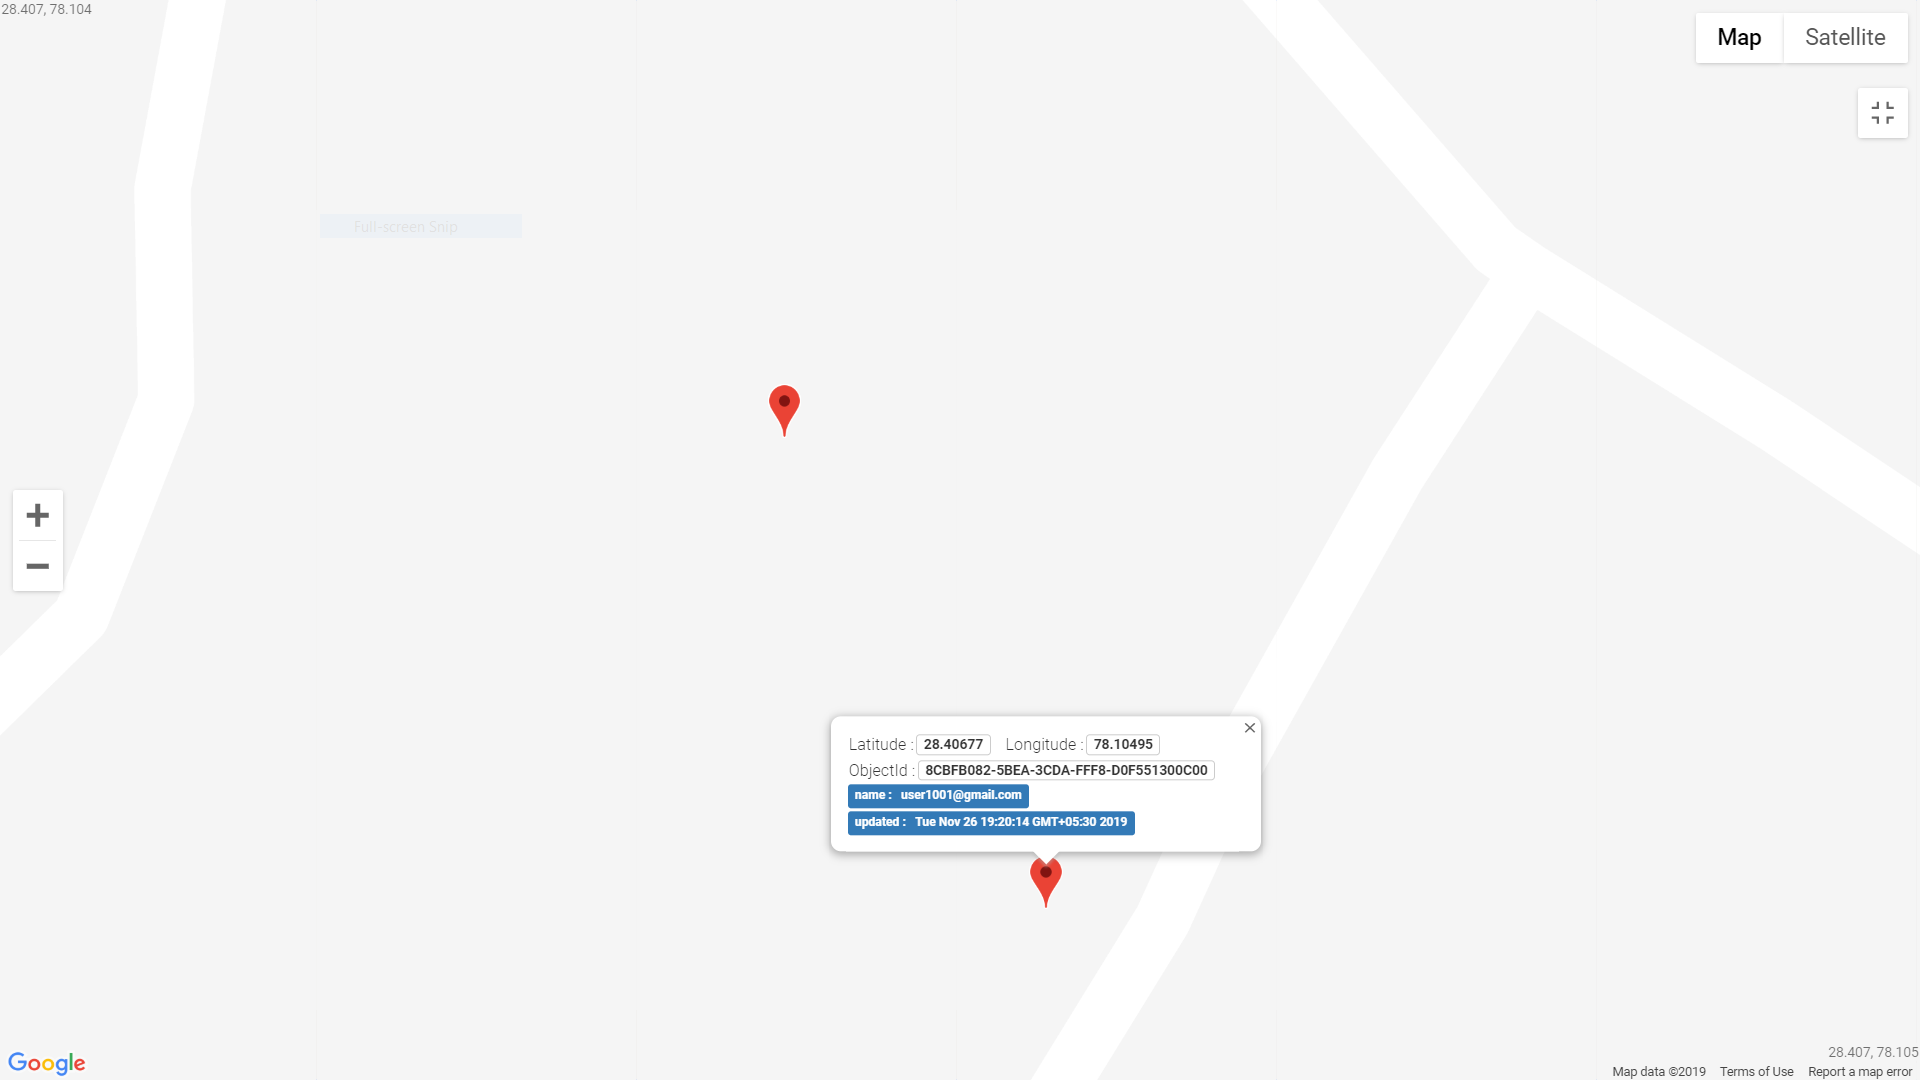 28.407, 78.104
Map Satellite
Full-screen Snip
Latitude : 28.40677 Longitude : 78.10495
ObjectId : 8CBFB082-5BEA-3CDA-FFF8-D0F551300C00
name : user1001@gmail.com
updated : Tue Nov 26 19:20:14 GMT+05:30 2019
28.407, 78.105
Google
Map data ©2019 Terms of Use Report a map error